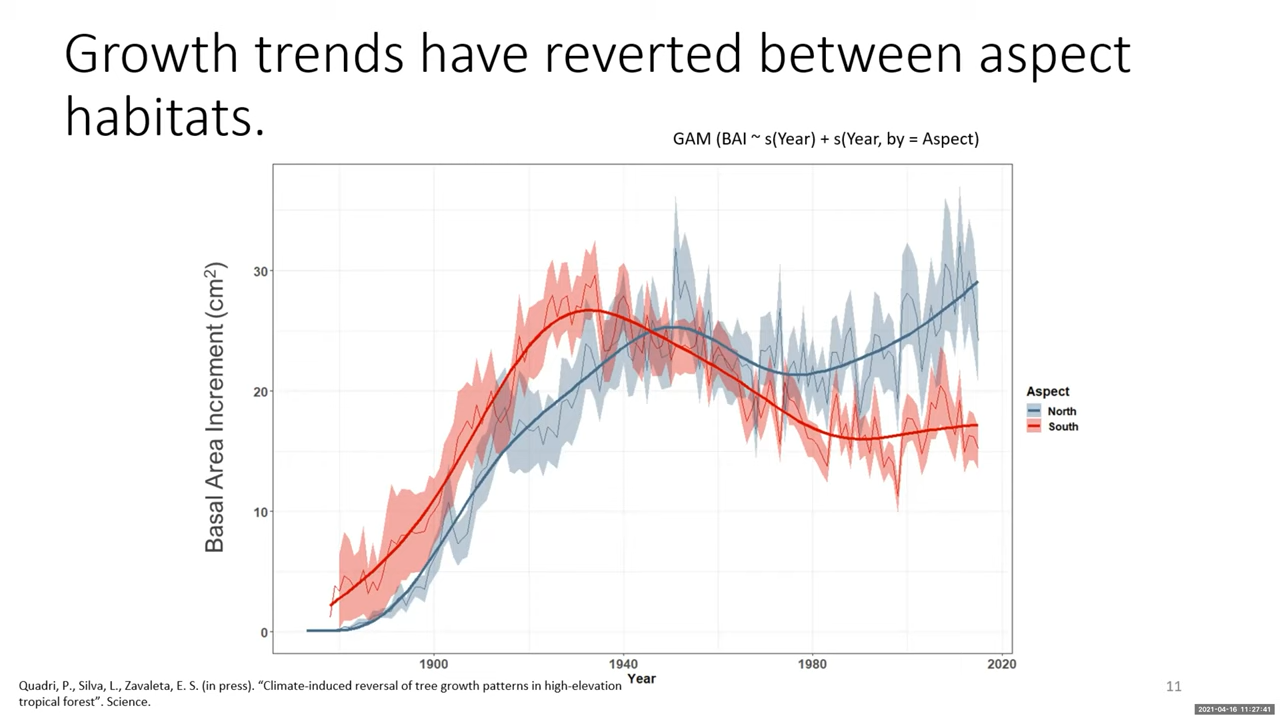 Growth trends have reverted between aspect
habitats.
GAM (BAI ~ s(Year) + s(Year, by = Aspect)
Basal Area Increment (cm²)
30
20
10
0
1900
1940
1980
2020
Year
Aspect
North
South
Quadri, P., Silva, L., Zavaleta, E. S. (in press). “Climate-induced reversal of tree growth patterns in high-elevation
tropical forest”. Science.
11
2021-04-16 11:27:41